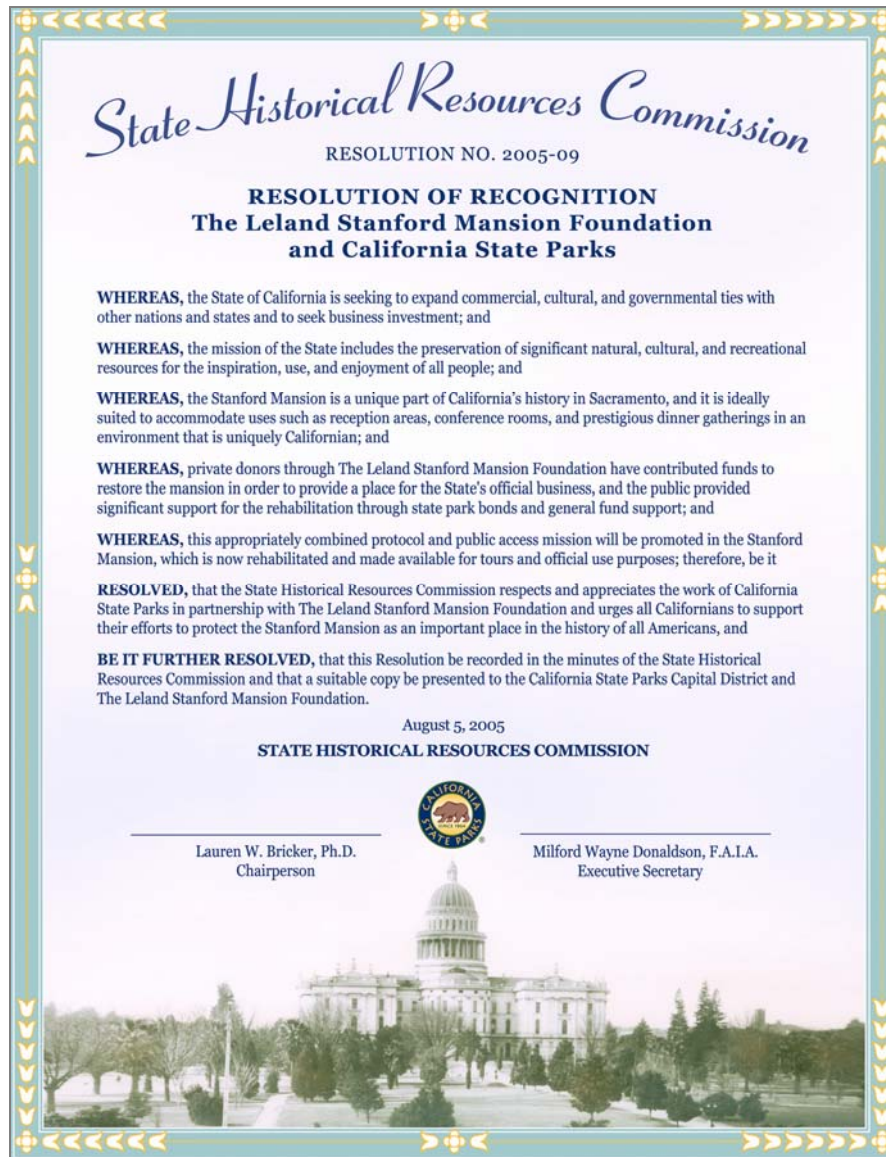 State Historical Resources Commission
RESOLUTION NO. 2005-09
RESOLUTION OF RECOGNITION
The Leland Stanford Mansion Foundation
and California State Parks
WHEREAS, the State of California is seeking to expand commercial, cultural, and governmental ties with
other nations and states and to seek business investment; and
WHEREAS, the mission of the State includes the preservation of significant natural, cultural, and recreational
resources for the inspiration, use, and enjoyment of all people; and
WHEREAS, the Stanford Mansion is a unique part of California's history in Sacramento, and it is ideally
suited to accommodate uses such as reception areas, conference rooms, and prestigious dinner gatherings in an
environment that is uniquely Californian; and
WHEREAS, private donors through The Leland Stanford Mansion Foundation have contributed funds to
restore the mansion in order to provide a place for the State's official business, and the public provided
significant support for the rehabilitation through state park bonds and general fund support; and
WHEREAS, this appropriately combined protocol and public access mission will be promoted in the Stanford
Mansion, which is now rehabilitated and made available for tours and official use purposes; therefore, be it
RESOLVED, that the State Historical Resources Commission respects and appreciates the work of California
State Parks in partnership with The Leland Stanford Mansion Foundation and urges all Californians to support
their efforts to protect the Stanford Mansion as an important place in the history of all Americans, and
BE IT FURTHER RESOLVED, that this Resolution be recorded in the minutes of the State Historical
Resources Commission and that a suitable copy be presented to the California State Parks Capital District and
The Leland Stanford Mansion Foundation.
August 5, 2005
STATE HISTORICAL RESOURCES COMMISSION
CALIFORNIA
SINCE 1864
STATE PARKS
®
Lauren W. Bricker, Ph.D.
Chairperson
Milford Wayne Donaldson, F.A.I.A.
Executive Secretary